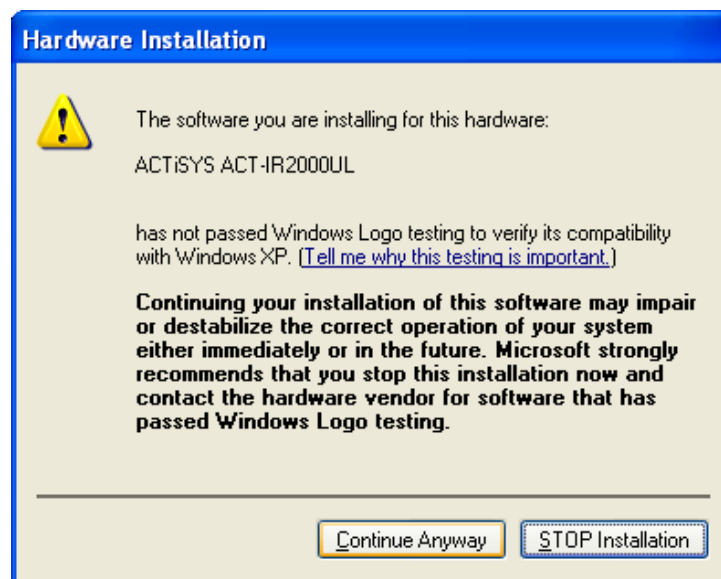 Hardware Installation
The software you are installing for this hardware:
ACTiSYS ACT-IR2000UL
has not passed Windows Logo testing to verify its compatibility
with Windows XP. (Tell me why this testing is important.)
Continuing your installation of this software may impair
or destabilize the correct operation of your system
either immediately or in the future. Microsoft strongly
recommends that you stop this installation now and
contact the hardware vendor for software that has
passed Windows Logo testing.
Continue Anyway STOP Installation